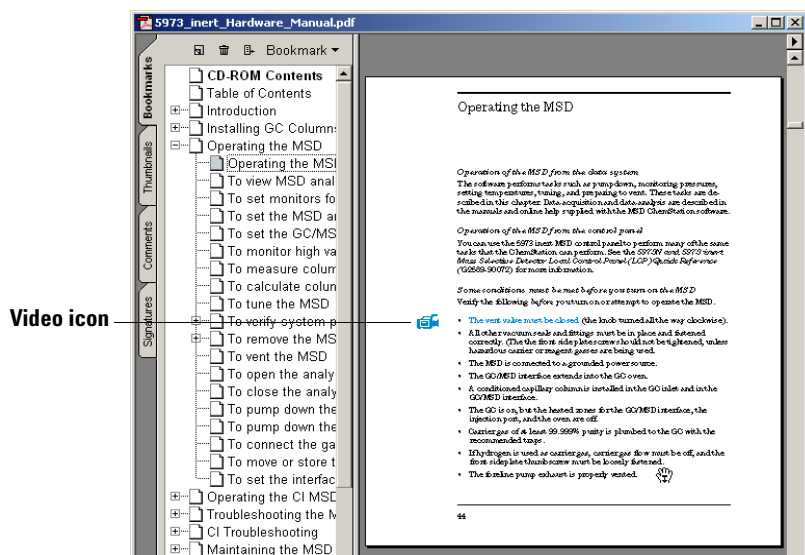 5973_inert_Hardware_Manual.pdf
Bookmark
Bookmarks
Thumbnails
Comments
Signatures
CD-ROM Contents
Table of Contents
Introduction
Installing GC Column
Operating the MSD
Operating the MS
To view MSD anal
To set monitors fo
To set the MSD a
To set the GC/MS
To monitor high va
To measure colum
To calculate colun
To tune the MSD
To verify system p
To remove the MS
To vent the MSD
To open the analy
To close the analy
To pump down the
To pump down the
To connect the ga
To move or store t
To set the interfac
Operating the CI MSD
Troubleshooting the M
CI Troubleshooting
Maintaining the MSD
Video icon
Operating the MSD
Operation of the MSD from the data system
The software performs tasks such as pumpdown, monitoring pressures,
setting temperatures, tuning, and preparing to vent. These tasks are de-
scribed in this chapter. Data acquisition and data analysis are described in
the manuals and online help supplied with the MSD ChemStation software.
Operation of the MSD from the control panel
You can use the 5973 inert MSD control panel to perform many of the same
tasks that the ChemStation can perform. See the 5973N and 5973 inert
Mass Selective Detector Local Control Panel (LCP) Quick Reference
(G2589-90072) for more information.
Some conditions must be met before you turn on the MSD
Verify the following before you turn on or attempt to operate the MSD.
• The vent valve must be closed (the knob turned all the way clockwise).
• All other vacuum seals and fittings must be in place and fastened
correctly. (The the front side plate screw should not be tightened, unless
hazardous carrier or reagent gasses are being used.
• The MSD is connected to a grounded power source.
• The GC/MSD interface extends into the GC oven.
• A conditioned capillary column is installed in the GC inlet and in the
GC/MSD interface.
• The GC is on, but the heated zones for the GC/MSD interface, the
injection port, and the oven are off.
• Carrier gas of at least 99.999% purity is plumbed to the GC with the
recommended traps.
• If hydrogen is used as carrier gas, carrier gas flow must be off, and the
front sideplate thumbscrew must be loosely fastened.
• The foreline pump exhaust is properly vented.
44